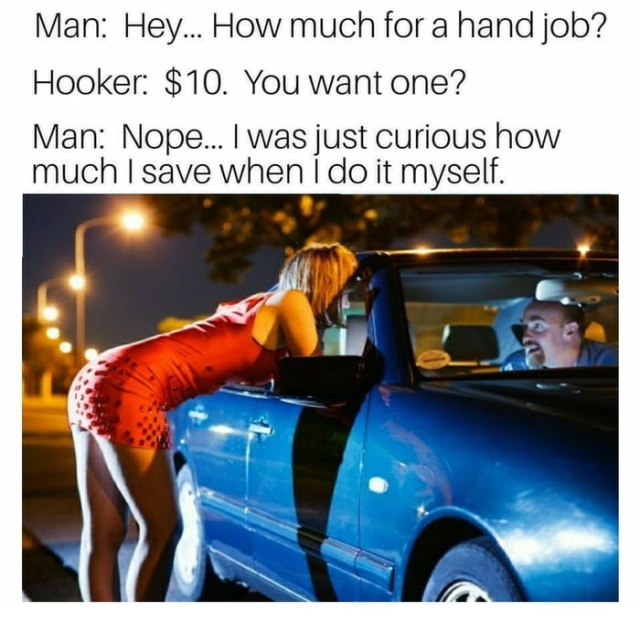 Man: Hey... How much for a hand job?
Hooker: $10. You want one?
Man: Nope... I was just curious how
much I save when I do it myself.